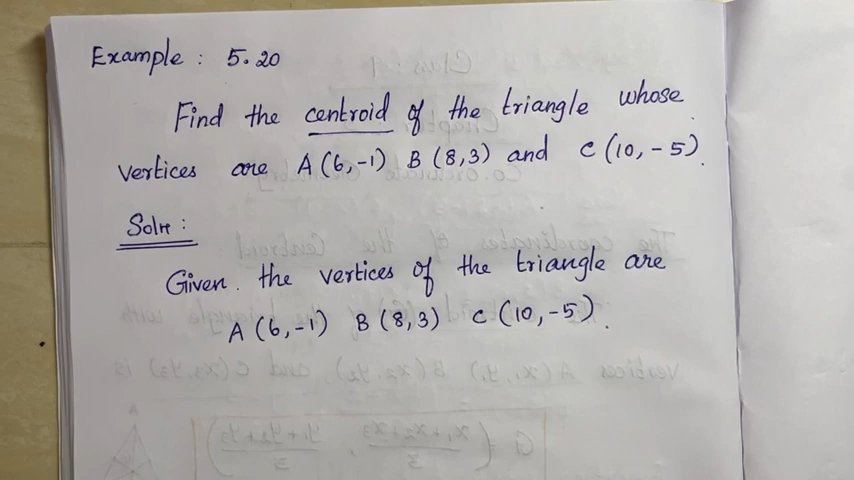 Example : 5.20
Find the centroid of the triangle whose
vertices are A(6,-1) B(8,3) and C(10,-5).
Soln :
Given. the vertices of the triangle are
A(6,-1) B(8,3) C(10,-5).